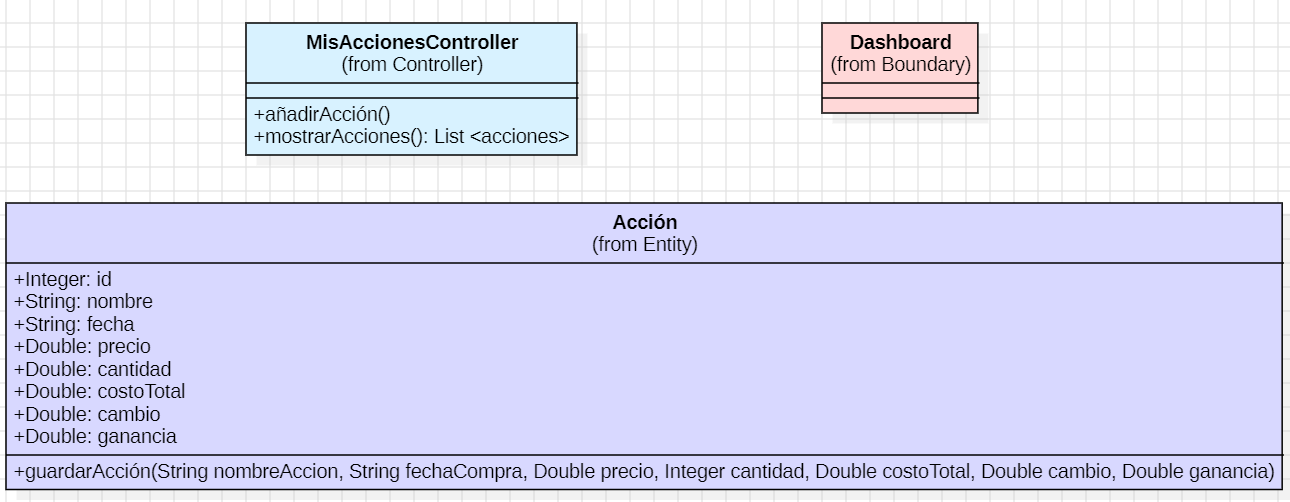 MisAccionesController
(from Controller)
+añadirAcción()
+mostrarAcciones(): List <acciones>
Dashboard
(from Boundary)
Acción
(from Entity)
+Integer: id
+String: nombre
+String: fecha
+Double: precio
+Double: cantidad
+Double: costoTotal
+Double: cambio
+Double: ganancia
+guardarAcción(String nombreAccion, String fechaCompra, Double precio, Integer cantidad, Double costoTotal, Double cambio, Double ganancia)